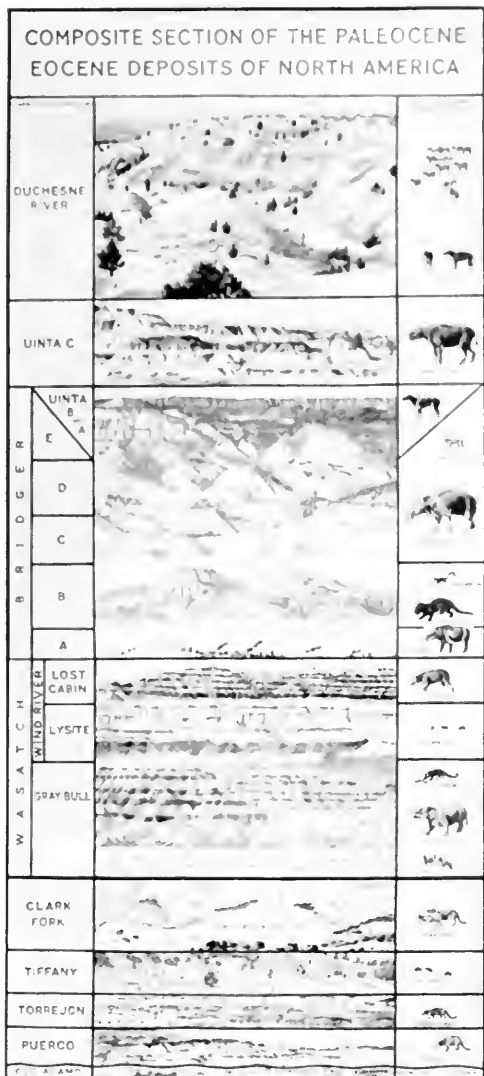 COMPOSITE SECTION OF THE PALEOCENE
EOCENE DEPOSITS OF NORTH AMERICA
DUCHESNE
RIVER
UINTA C
BRIDGER
UINTA
B
A
E
D
C
B
A
WASATCH
WIND RIVER
LOST
CABIN
LYSITE
GRAY BULL
CLARK
FORK
TIFFANY
TORREJON
PUERCO